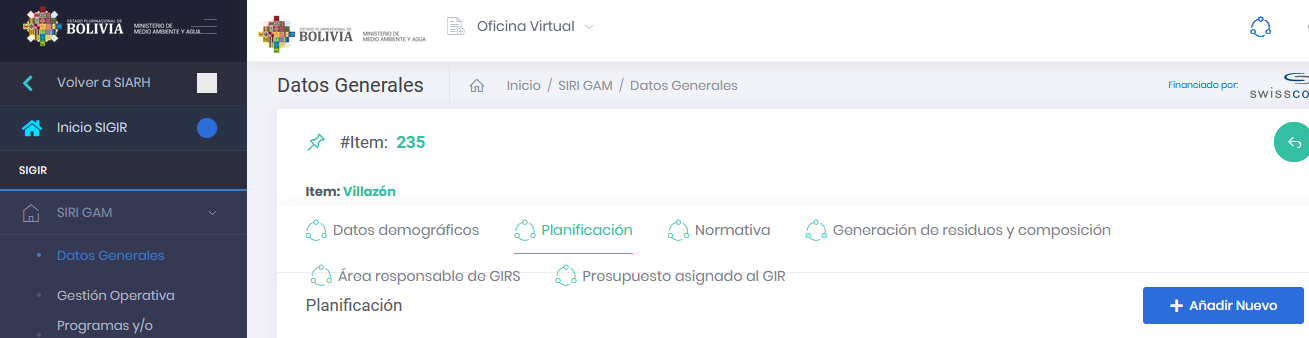 ESTADO PLURINACIONAL DE
BOLIVIA
MINISTERIO DE
MEDIO AMBIENTE Y AGUA
Volver a SIARH
Inicio SIGIR
SIGIR
SIRI GAM
Datos Generales
Gestión Operativa
Programas y/o
ESTADO PLURINACIONAL DE
BOLIVIA
MINISTERIO DE
MEDIO AMBIENTE Y AGUA
Oficina Virtual
Datos Generales
Inicio / SIRI GAM / Datos Generales
Financiado por:
swissco
#Item: 235
Item: Villazón
Datos demográficos
Planificación
Normativa
Generación de residuos y composición
Área responsable de GIRS
Presupuesto asignado al GIR
Planificación
+ Añadir Nuevo